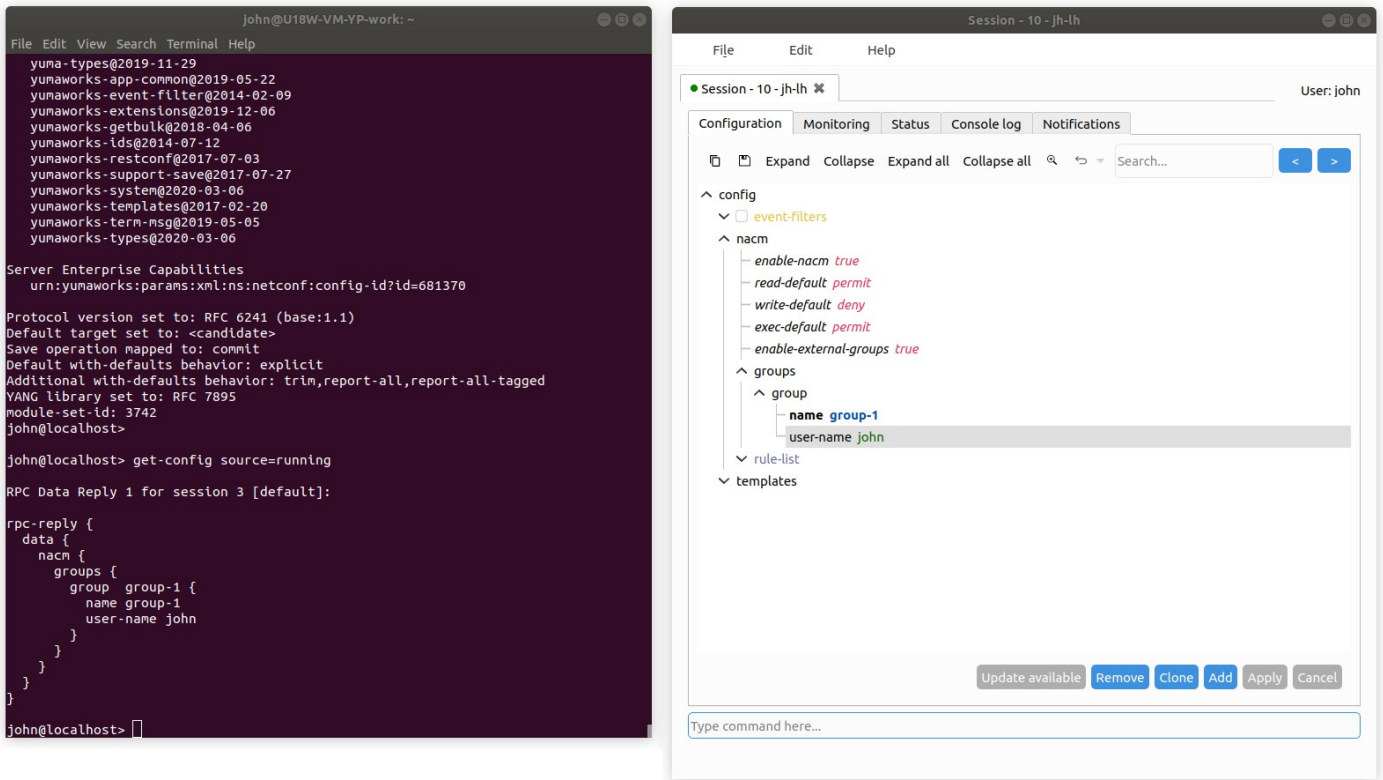 john@U18W-VM-YP-work: ~
File Edit View Search Terminal Help
yuma-types@2019-11-29
yumaworks-app-common@2019-05-22
yumaworks-event-filter@2014-02-09
yumaworks-extensions@2019-12-06
yumaworks-getbulk@2018-04-06
yumaworks-ids@2014-07-12
yumaworks-restconf@2017-07-03
yumaworks-support-save@2017-07-27
yumaworks-system@2020-03-06
yumaworks-templates@2017-02-20
yumaworks-term-msg@2019-05-05
yumaworks-types@2020-03-06
Server Enterprise Capabilities
urn:yumaworks:params:xml:ns:netconf:config-id?id=681370
Protocol version set to: RFC 6241 (base:1.1)
Default target set to: <candidate>
Save operation mapped to: commit
Default with-defaults behavior: explicit
Additional with-defaults behavior: trim,report-all,report-all-tagged
YANG library set to: RFC 7895
module-set-id: 3742
john@localhost>
john@localhost> get-config source=running
RPC Data Reply 1 for session 3 [default]:
rpc-reply {
data {
nacm {
groups {
group group-1 {
name group-1
user-name john
}
}
}
}
}
john@localhost>
Session - 10 - jh-lh
File Edit Help
Session - 10 - jh-lh
User: john
Configuration Monitoring Status Console log Notifications
Expand Collapse Expand all Collapse all Search... < >
config
event-filters
nacm
enable-nacm true
read-default permit
write-default deny
exec-default permit
enable-external-groups true
groups
group
name group-1
user-name john
rule-list
templates
Update available Remove Clone Add Apply Cancel
Type command here...